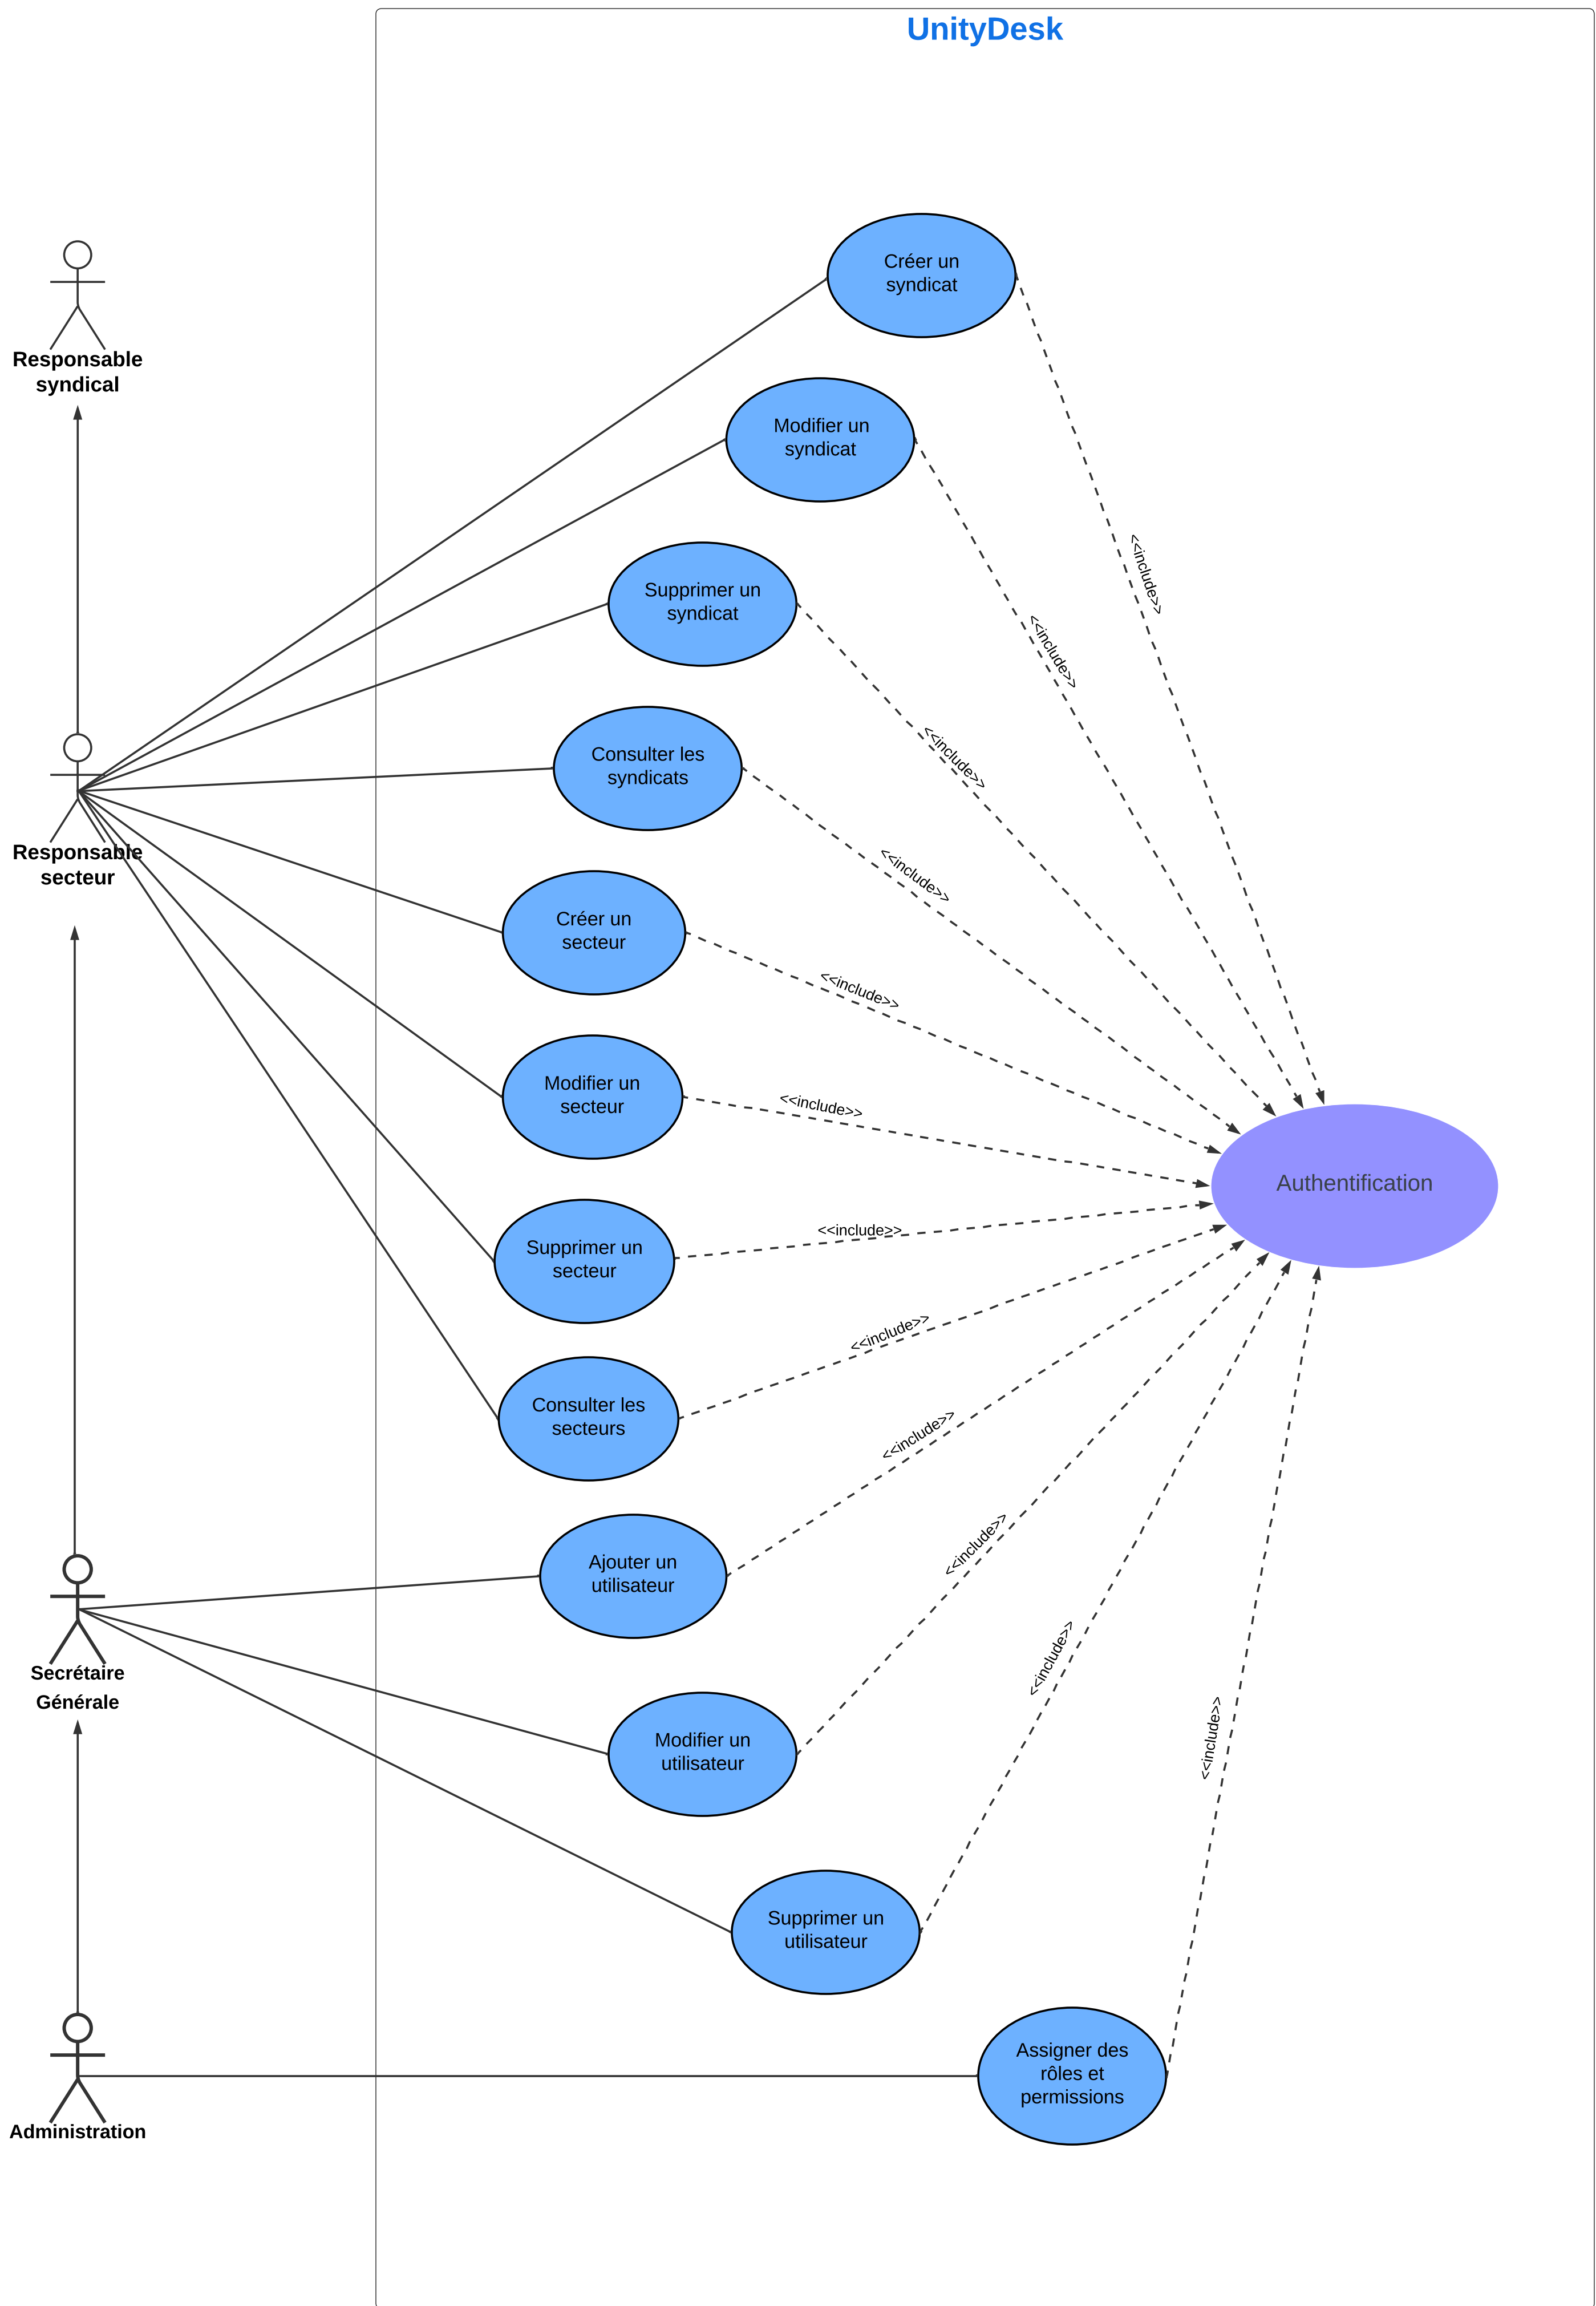 UnityDesk
Créer un
syndicat
Responsable
syndical
Modifier un
syndicat
<<include>>
Supprimer un
syndicat
<<include>>
Consulter les
syndicats
<<include>>
Responsable
secteur
<<include>>
Créer un
secteur
<<include>>
Modifier un
secteur
<<include>>
Authentification
Supprimer un
secteur
<<include>>
Consulter les
secteurs
<<include>>
Ajouter un
utilisateur
<<include>>
Secrétaire
Générale
<<include>>
Modifier un
utilisateur
<<include>>
<<include>>
Supprimer un
utilisateur
Assigner des
rôles et
permissions
Administration